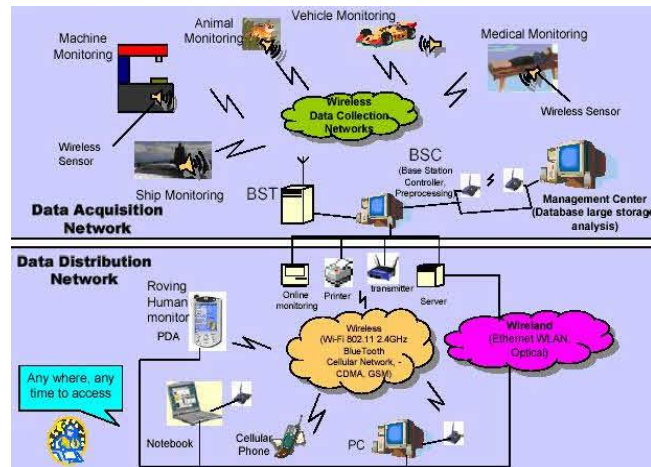 Machine
Monitoring
Animal
Monitoring
Vehicle Monitoring
Medical Monitoring
Wireless
Data Collection
Networks
Wireless Sensor
Wireless
Sensor
Ship Monitoring
BST
BSC
(Base Station
Controller,
Preprocessing)
Management Center
(Database large storage
analysis)
Data Acquisition
Network
Data Distribution
Network
Online
monitoring
Printer
transmitter
Server
Roving
Human
monitor
PDA
Wireless
(Wi-Fi 802.11 2.4GHz
BlueTooth
Cellular Network, -
CDMA, GSM)
Wireland
(Ethernet WLAN,
Optical)
Any where, any
time to access
Notebook
Cellular
Phone
PC